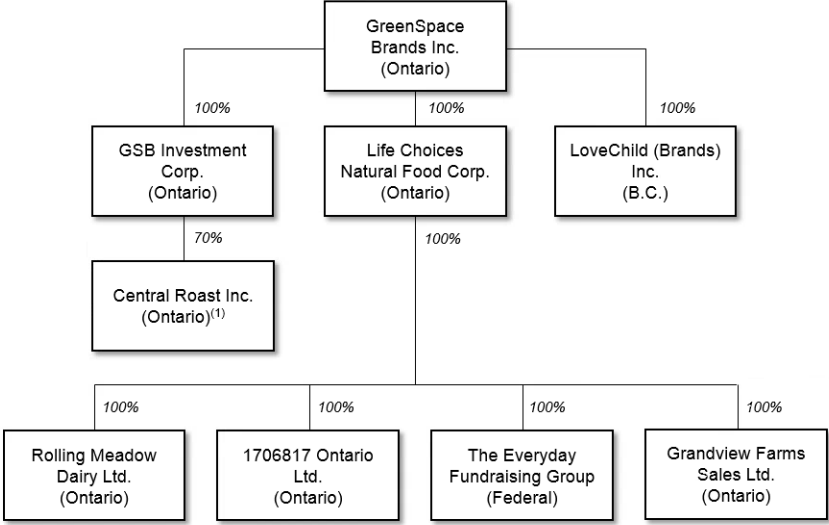 GreenSpace
Brands Inc.
(Ontario)
100%
100%
100%
GSB Investment
Corp.
(Ontario)
Life Choices
Natural Food Corp.
(Ontario)
LoveChild (Brands)
Inc.
(B.C.)
70%
100%
Central Roast Inc.
(Ontario)(1)
100%
100%
100%
100%
Rolling Meadow
Dairy Ltd.
(Ontario)
1706817 Ontario
Ltd.
(Ontario)
The Everyday
Fundraising Group
(Federal)
Grandview Farms
Sales Ltd.
(Ontario)